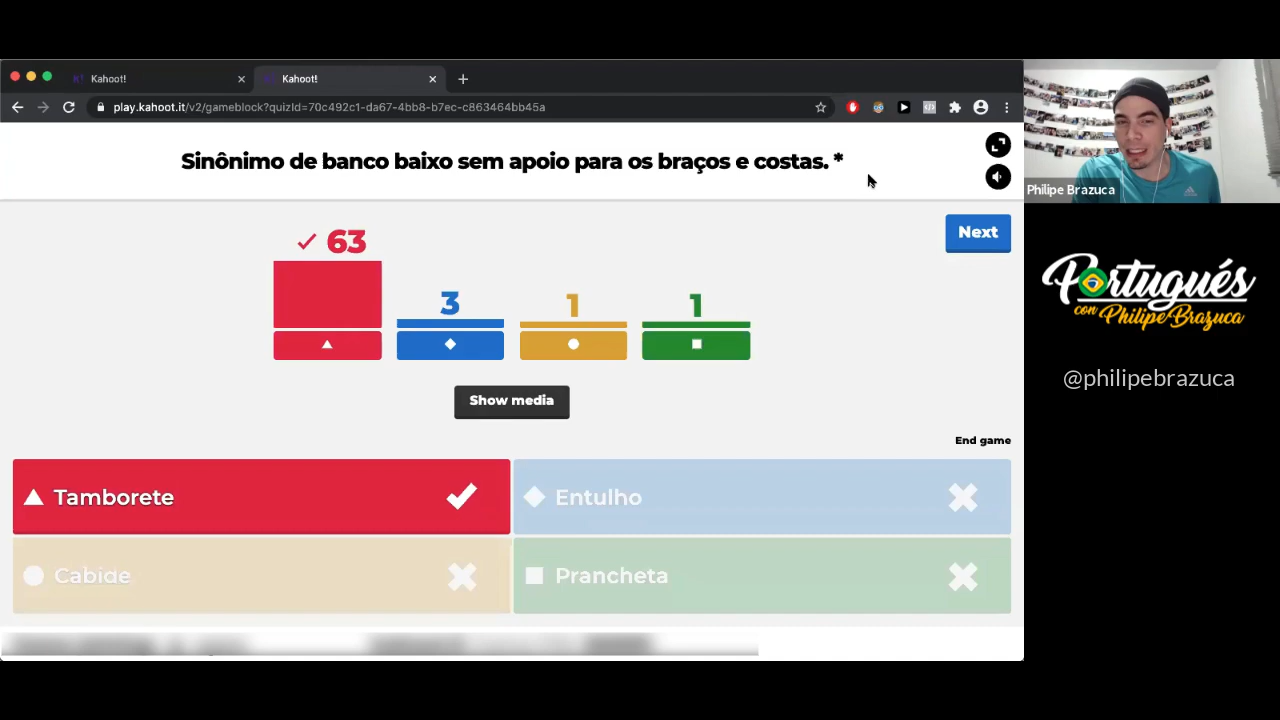 Kahoot!
Kahoot!
play.kahoot.it/v2/gameblock?quizId=70c492c1-da67-4bb8-b7ec-c863464bb45a
Sinônimo de banco baixo sem apoio para os braços e costas. *
Philipe Brazuca
63
Next
3
1
1
Portugués
con Philipe Brazuca
@philipebrazuca
Show media
End game
Tamborete
Entulho
Cabide
Prancheta